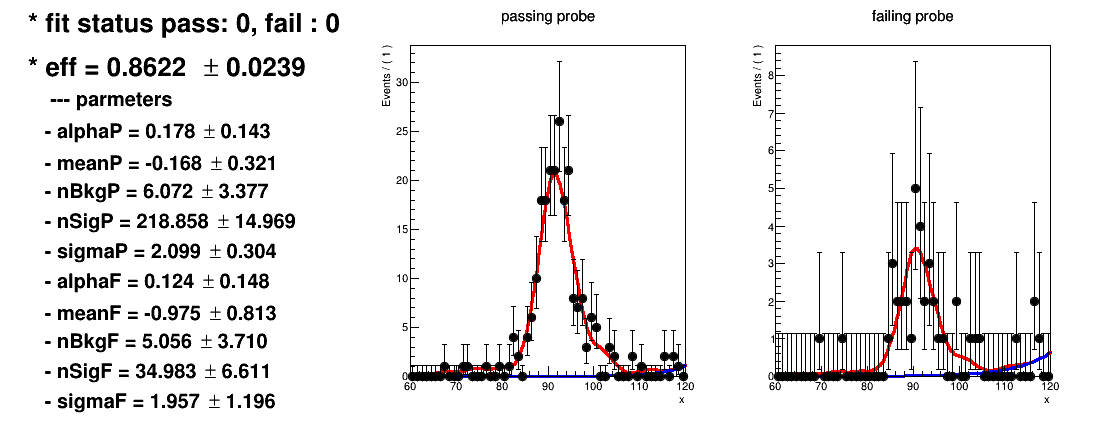 * fit status pass: 0, fail : 0
* eff = 0.8622 ± 0.0239
--- parmeters
- alphaP = 0.178 ± 0.143
- meanP = -0.168 ± 0.321
- nBkgP = 6.072 ± 3.377
- nSigP = 218.858 ± 14.969
- sigmaP = 2.099 ± 0.304
- alphaF = 0.124 ± 0.148
- meanF = -0.975 ± 0.813
- nBkgF = 5.056 ± 3.710
- nSigF = 34.983 ± 6.611
- sigmaF = 1.957 ± 1.196
passing probe
Events / ( 1 )
30
25
20
15
10
5
0
60 70 80 90 100 110 120
x
failing probe
Events / ( 1 )
8
7
6
5
4
3
2
1
0
60 70 80 90 100 110 120
x